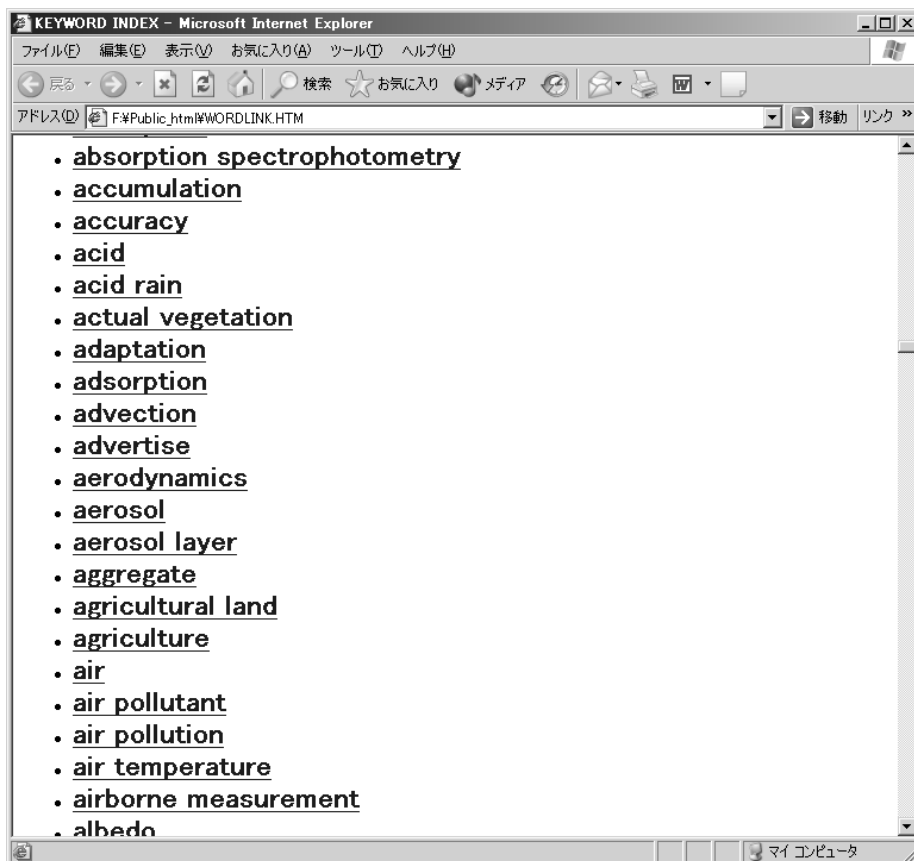 KEYWORD INDEX - Microsoft Internet Explorer
ファイル(F) 編集(E) 表示(V) お気に入り(A) ツール(T) ヘルプ(H)
戻る 検索 お気に入り メディア
アドレス(D) F:¥Public_html¥WORDLINK.HTM 移動 リンク »
• absorption spectrophotometry
• accumulation
• accuracy
• acid
• acid rain
• actual vegetation
• adaptation
• adsorption
• advection
• advertise
• aerodynamics
• aerosol
• aerosol layer
• aggregate
• agricultural land
• agriculture
• air
• air pollutant
• air pollution
• air temperature
• airborne measurement
• albedo
マイ コンピュータ